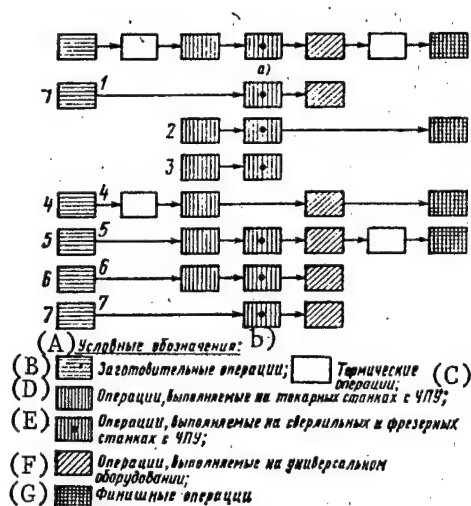 а)
1 1
2
3
4 4
5 5
6 6
7 7
(A) Условные обозначения: b)
(B) Заготовительные операции; Термические операции; (C)
(D) Операции, выполняемые на токарных станках с ЧПУ;
(E) Операции, выполняемые на сверлильных и фрезерных
станках с ЧПУ;
(F) Операции, выполняемые на универсальном
оборудовании;
(G) Финишные операции